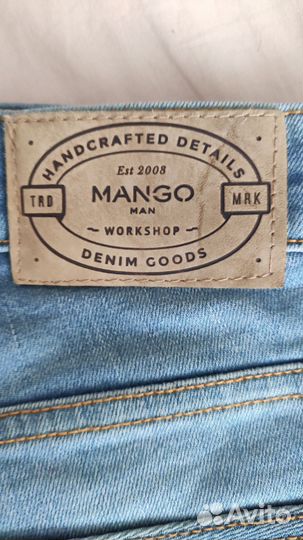 HANDCRAFTED DETAILS
Est 2008
TRD
MANGO
MRK
MAN
~ WORKSHOP ~
DENIM GOODS
Avito